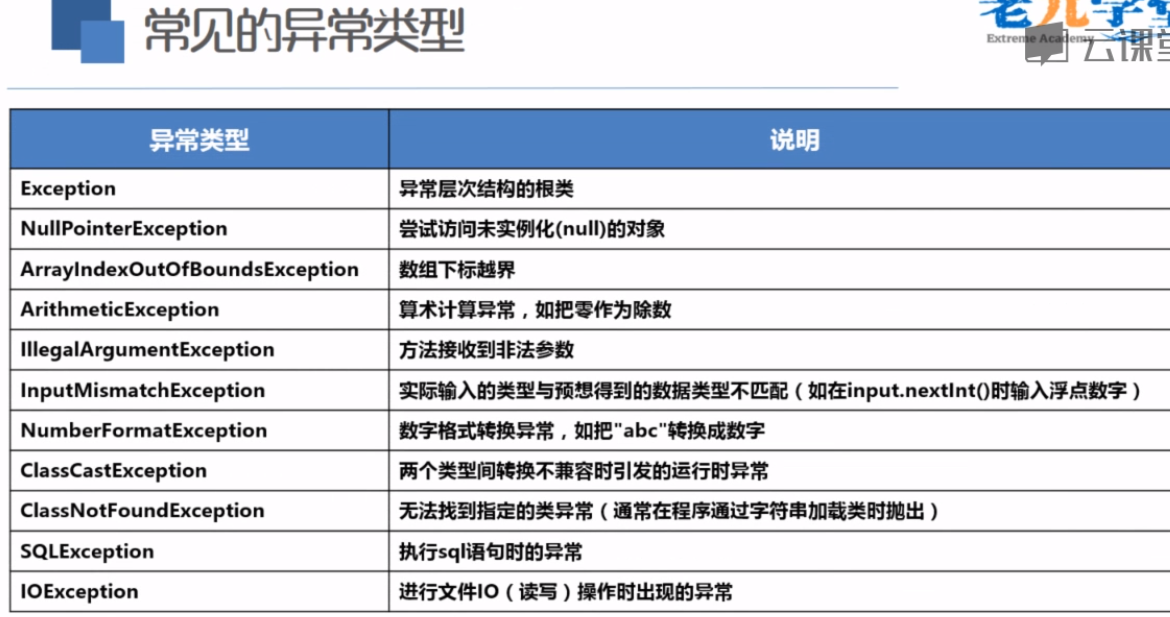 常见的异常类型
Extreme Academy
云课堂
异常类型 说明
Exception 异常层次结构的根类
NullPointerException 尝试访问未实例化(null)的对象
ArrayIndexOutOfBoundsException 数组下标越界
ArithmeticException 算术计算异常，如把零作为除数
IllegalArgumentException 方法接收到非法参数
InputMismatchException 实际输入的类型与预想得到的数据类型不匹配（如在input.nextInt()时输入浮点数字）
NumberFormatException 数字格式转换异常，如把"abc"转换成数字
ClassCastException 两个类型间转换不兼容时引发的运行时异常
ClassNotFoundException 无法找到指定的类异常（通常在程序通过字符串加载类时抛出）
SQLException 执行sql语句时的异常
IOException 进行文件IO（读写）操作时出现的异常